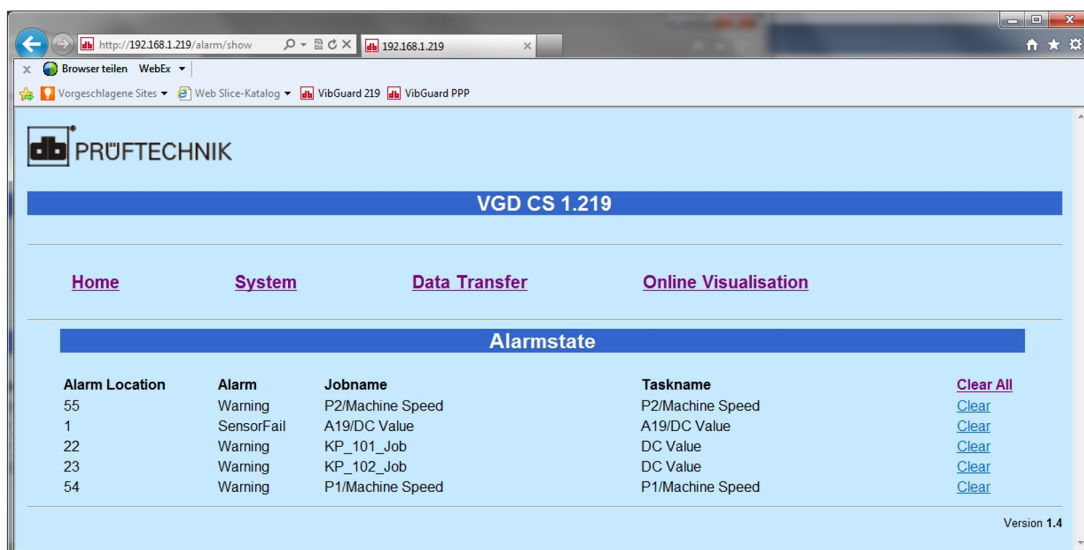 http://192.168.1.219/alarm/show
192.168.1.219
Browser teilen WebEx
Vorgeschlagene Sites Web Slice-Katalog VibGuard 219 VibGuard PPP
db PRÜFTECHNIK
VGD CS 1.219
Home System Data Transfer Online Visualisation
Alarmstate
Alarm Location Alarm Jobname Taskname Clear All
55 Warning P2/Machine Speed P2/Machine Speed Clear
1 SensorFail A19/DC Value A19/DC Value Clear
22 Warning KP_101_Job DC Value Clear
23 Warning KP_102_Job DC Value Clear
54 Warning P1/Machine Speed P1/Machine Speed Clear
Version 1.4